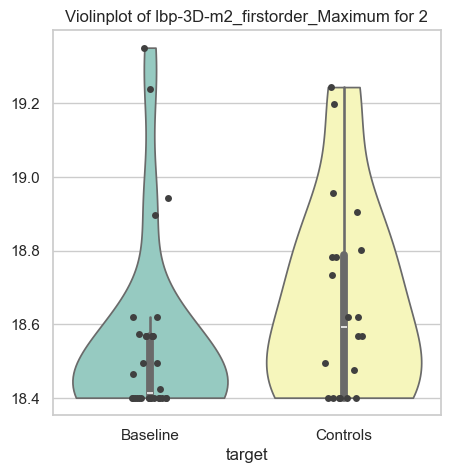 Violinplot of lbp-3D-m2_firstorder_Maximum for 2
19.2
19.0
18.8
18.6
18.4
Baseline Controls
target